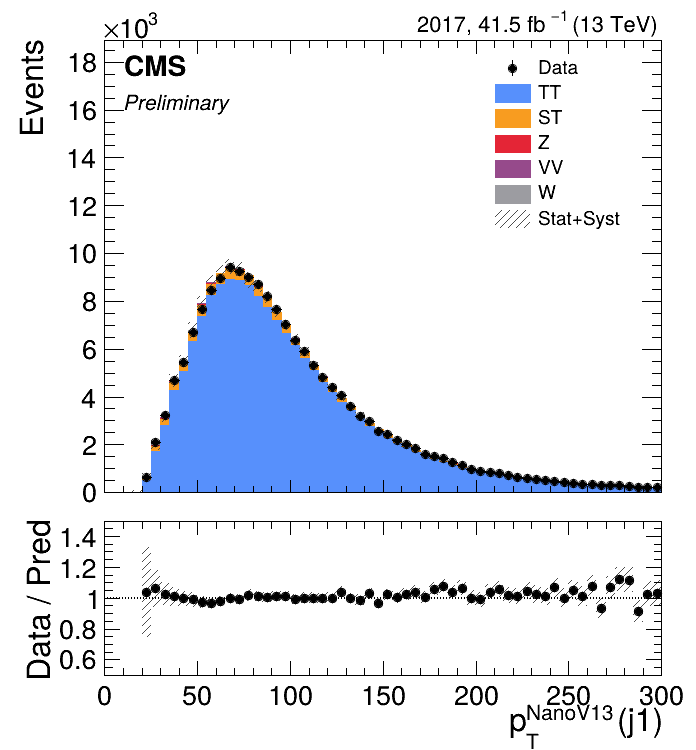 ×10³
2017, 41.5 fb⁻¹ (13 TeV)
Events
CMS
Preliminary
Data
TT
ST
Z
VV
W
Stat+Syst
18
16
14
12
10
8
6
4
2
0
Data / Pred
1.4
1.2
1
0.8
0.6
0 50 100 150 200 250 300
p_T^NanoV13 (j1)